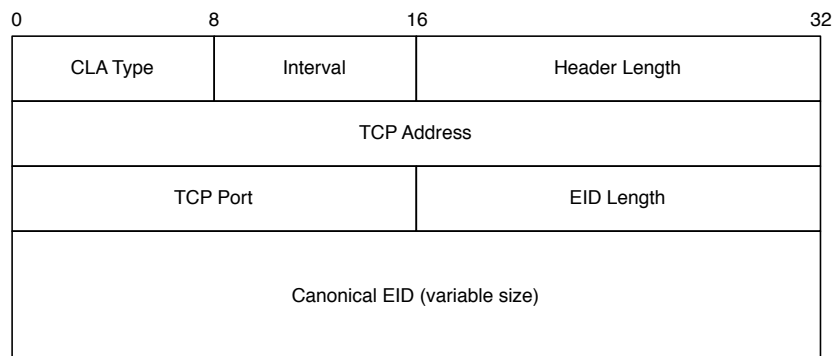 0 8 16 32
CLA Type Interval Header Length
TCP Address
TCP Port EID Length
Canonical EID (variable size)